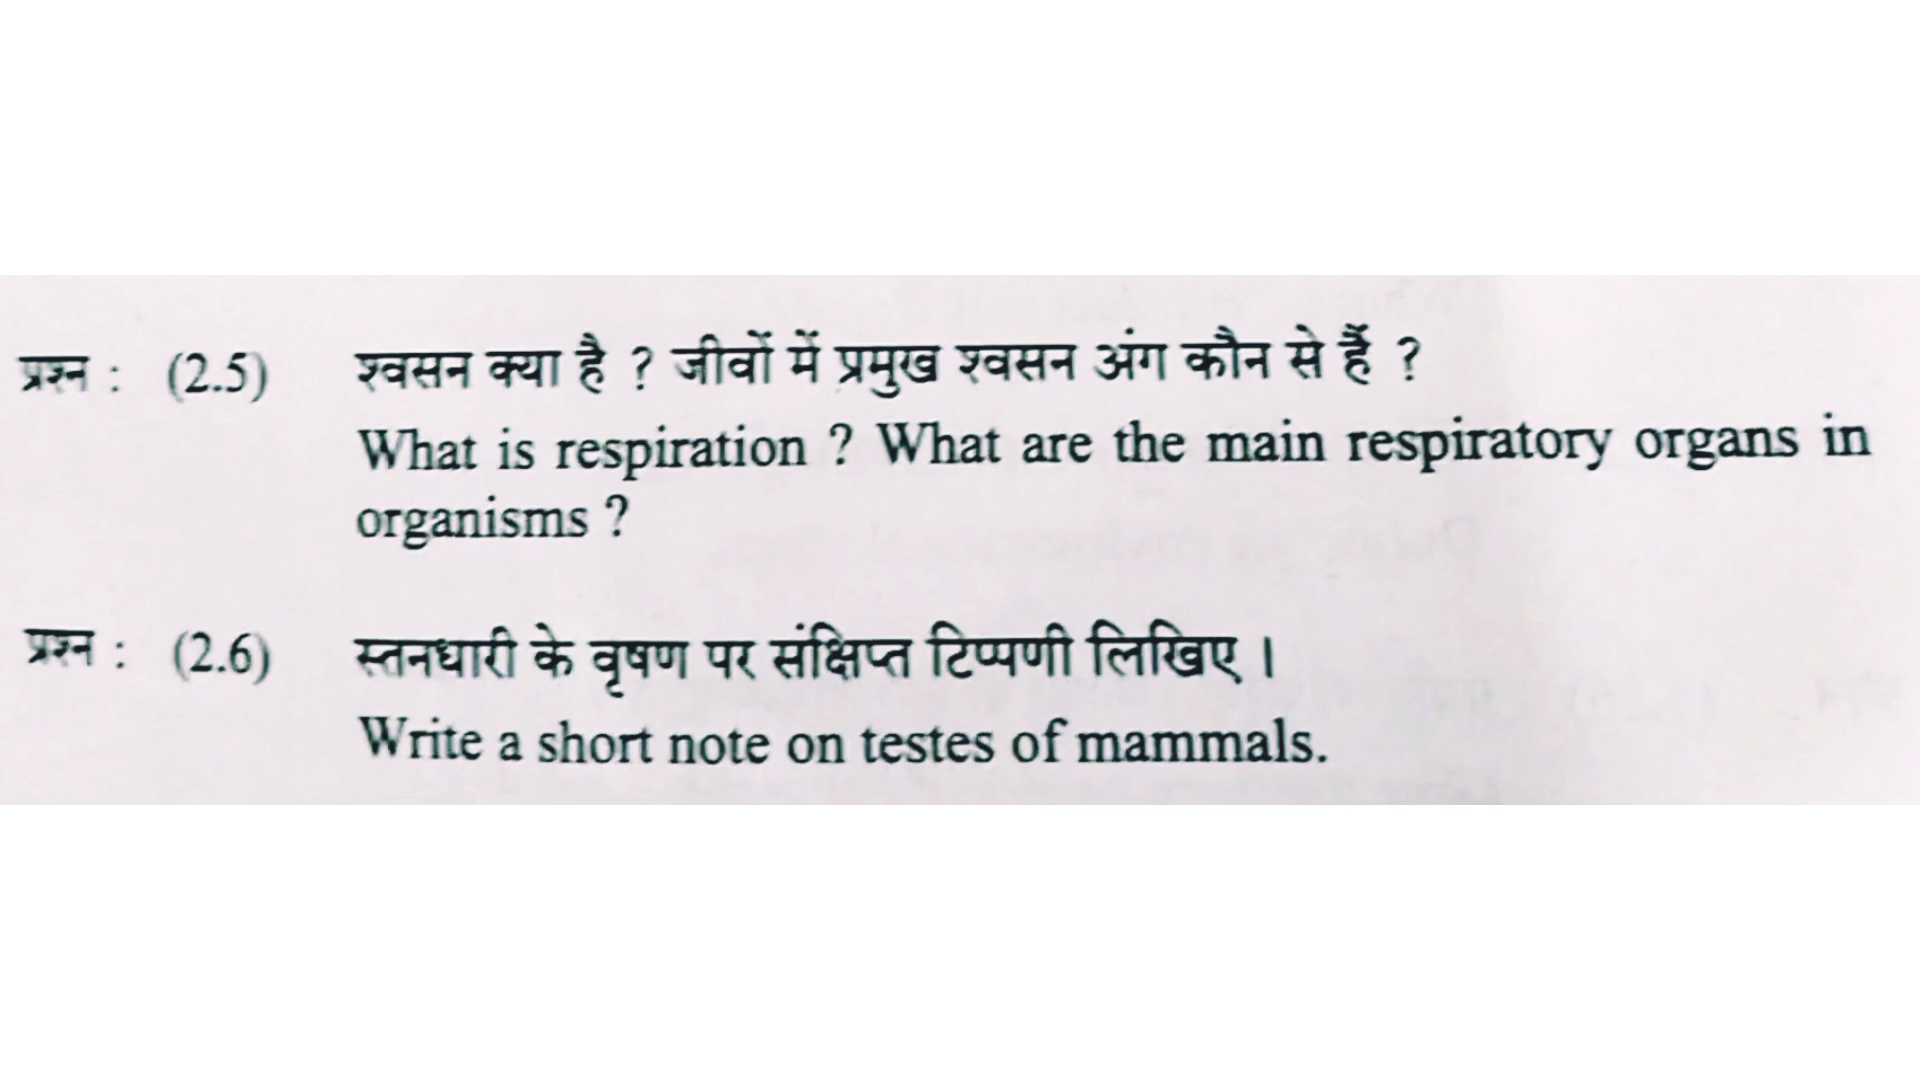 प्रश्न : (2.5) श्वसन क्या है ? जीवों में प्रमुख श्वसन अंग कौन से हैं ?
What is respiration ? What are the main respiratory organs in
organisms ?
प्रश्न : (2.6) स्तनधारी के वृषण पर संक्षिप्त टिप्पणी लिखिए ।
Write a short note on testes of mammals.